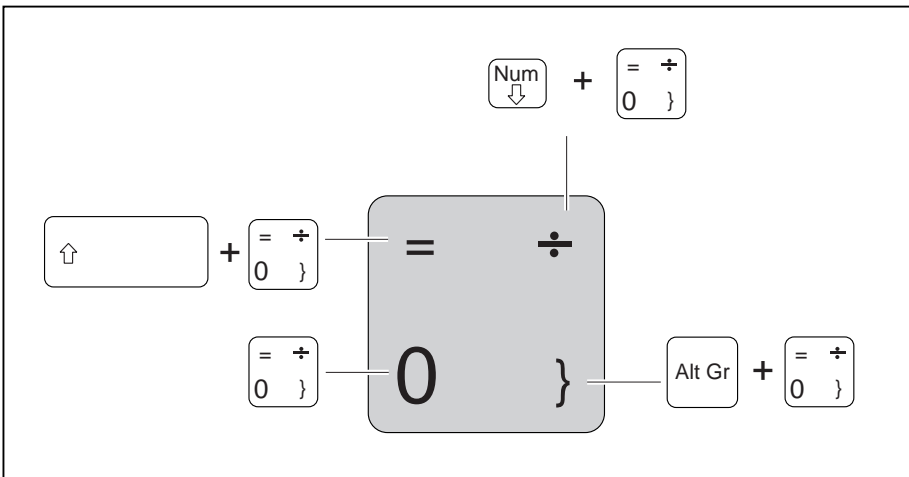 Num
⇩ + = ÷
0 }
= ÷
⇧ + = ÷
0 }
0 }
= ÷
0 }
Alt Gr + = ÷
0 }